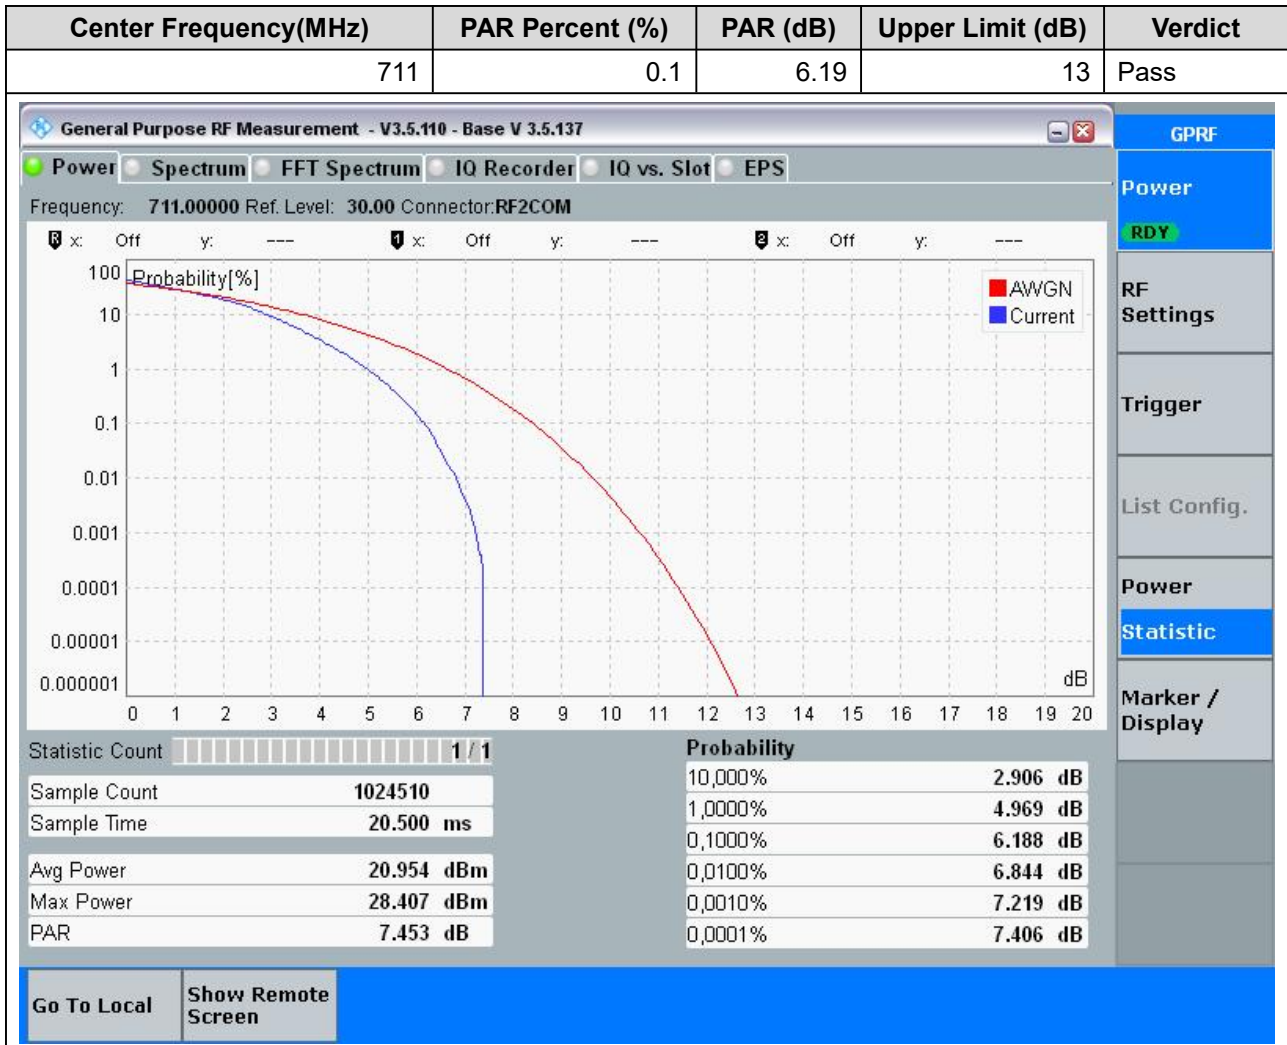 Center Frequency(MHz) PAR Percent (%) PAR (dB) Upper Limit (dB) Verdict
711 0.1 6.19 13 Pass
General Purpose RF Measurement - V3.5.110 - Base V 3.5.137
GPRF
Power Spectrum FFT Spectrum IQ Recorder IQ vs. Slot EPS
Power
RDY
Frequency: 711.00000 Ref. Level: 30.00 Connector:RF2COM
R x: Off y: --- 1 x: Off y: --- 2 x: Off y: ---
Probability[%]
AWGN
Current
100
10
1
0.1
0.01
0.001
0.0001
0.00001
0.000001
dB
0 1 2 3 4 5 6 7 8 9 10 11 12 13 14 15 16 17 18 19 20
RF
Settings
Trigger
List Config.
Power
Statistic
Marker /
Display
Statistic Count 1 / 1
Sample Count 1024510
Sample Time 20.500 ms
Avg Power 20.954 dBm
Max Power 28.407 dBm
PAR 7.453 dB
Probability
10,000% 2.906 dB
1,0000% 4.969 dB
0,1000% 6.188 dB
0,0100% 6.844 dB
0,0010% 7.219 dB
0,0001% 7.406 dB
Go To Local
Show Remote
Screen